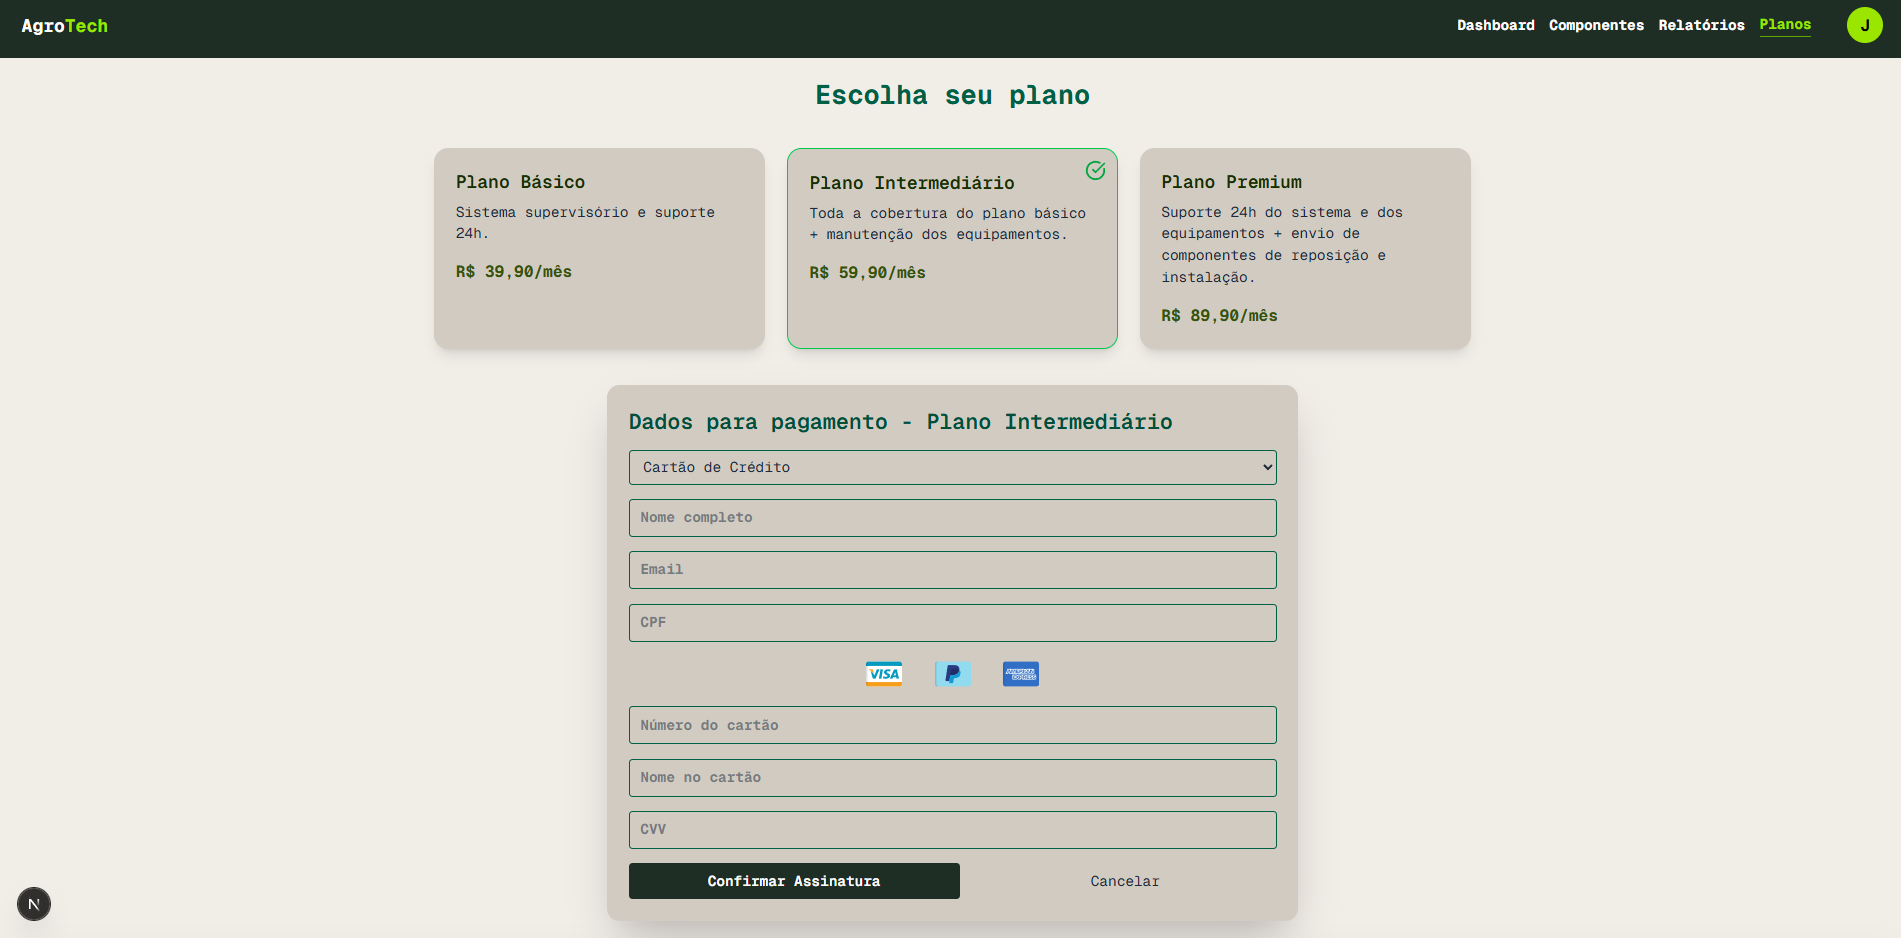 AgroTech
Dashboard Componentes Relatórios Planos J
Escolha seu plano
Plano Básico
Sistema supervisório e suporte
24h.
R$ 39,90/mês
Plano Intermediário
Toda a cobertura do plano básico
+ manutenção dos equipamentos.
R$ 59,90/mês
Plano Premium
Suporte 24h do sistema e dos
equipamentos + envio de
componentes de reposição e
instalação.
R$ 89,90/mês
Dados para pagamento - Plano Intermediário
Cartão de Crédito
Nome completo
Email
CPF
VISA
AMERICAN
EXPRESS
Número do cartão
Nome no cartão
CVV
Confirmar Assinatura
Cancelar
N